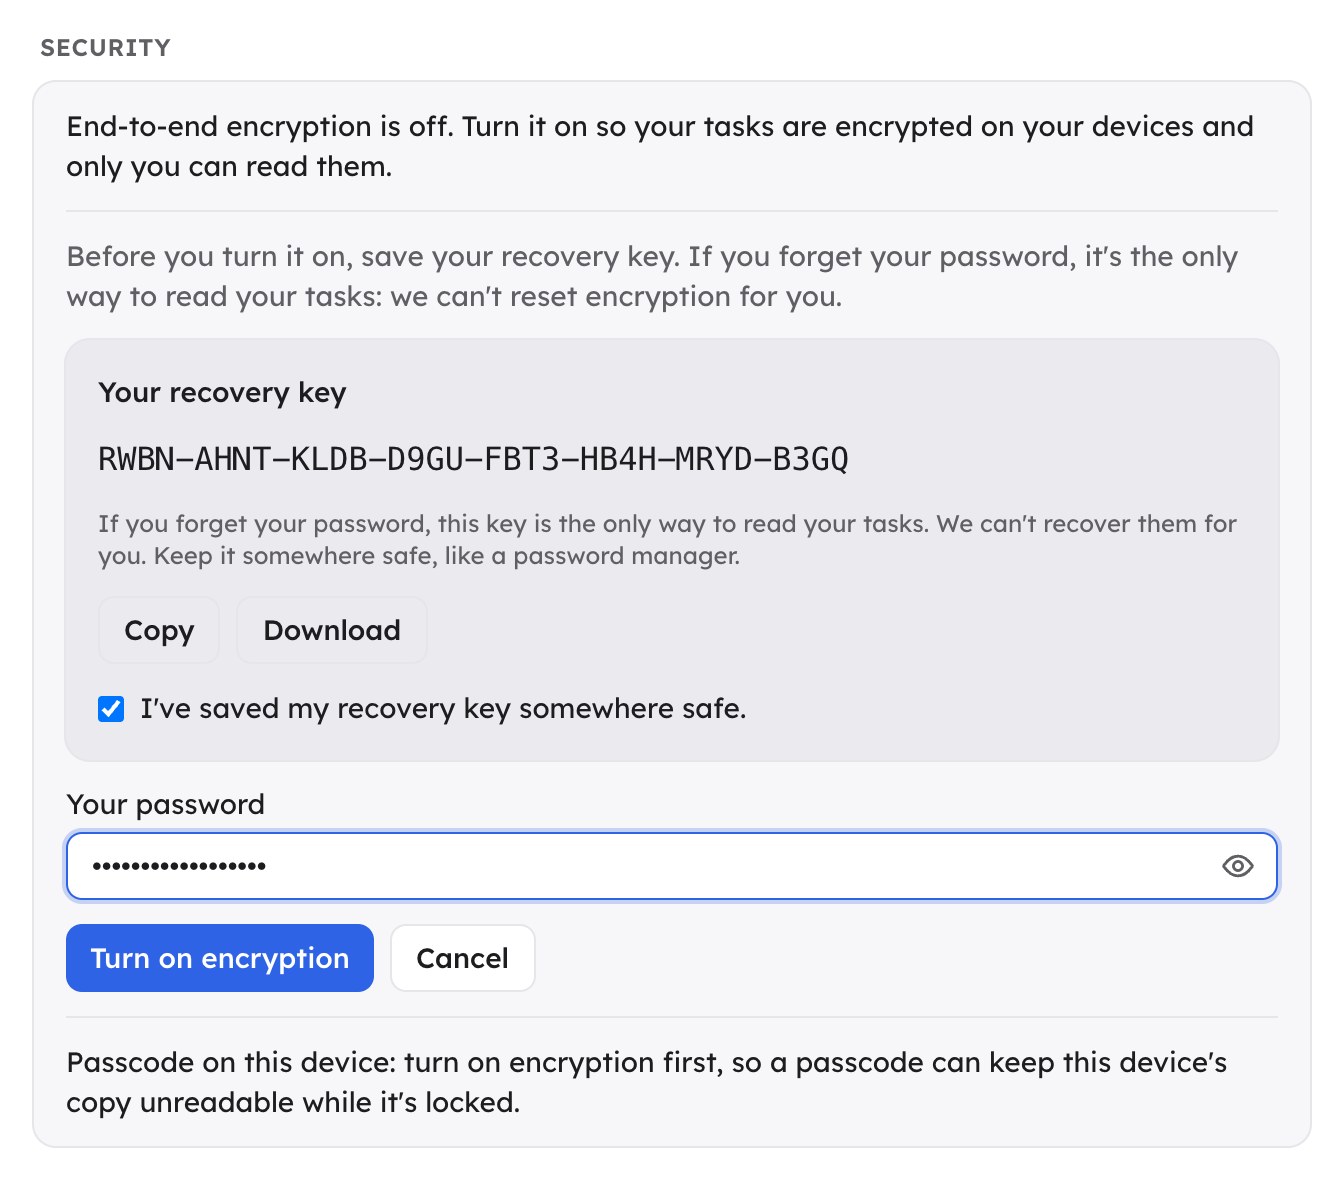 SECURITY
End-to-end encryption is off. Turn it on so your tasks are encrypted on your devices and
only you can read them.
Before you turn it on, save your recovery key. If you forget your password, it's the only
way to read your tasks: we can't reset encryption for you.
Your recovery key
RWBN–AHNT–KLDB–D9GU–FBT3–HB4H–MRYD–B3GQ
If you forget your password, this key is the only way to read your tasks. We can't recover them for
you. Keep it somewhere safe, like a password manager.
Copy Download
I've saved my recovery key somewhere safe.
Your password
••••••••••••••••••
Turn on encryption Cancel
Passcode on this device: turn on encryption first, so a passcode can keep this device's
copy unreadable while it's locked.